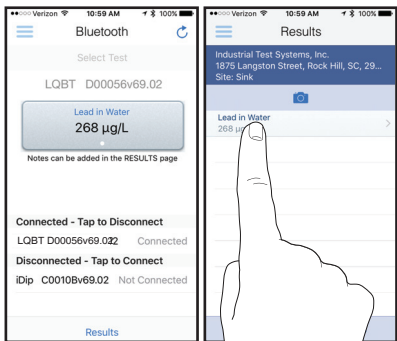 Verizon 10:59 AM 100%
Bluetooth
Select Test
LQBT D00056v69.02
Lead in Water
268 µg/L
Notes can be added in the RESULTS page
Connected - Tap to Disconnect
LQBT D00056v69.02 Connected
Disconnected - Tap to Connect
iDip C0010Bv69.02 Not Connected
Results
Verizon 10:59 AM 100%
Results
Industrial Test Systems, Inc.
1875 Langston Street, Rock Hill, SC, 29...
Site: Sink
Lead in Water
268 µg